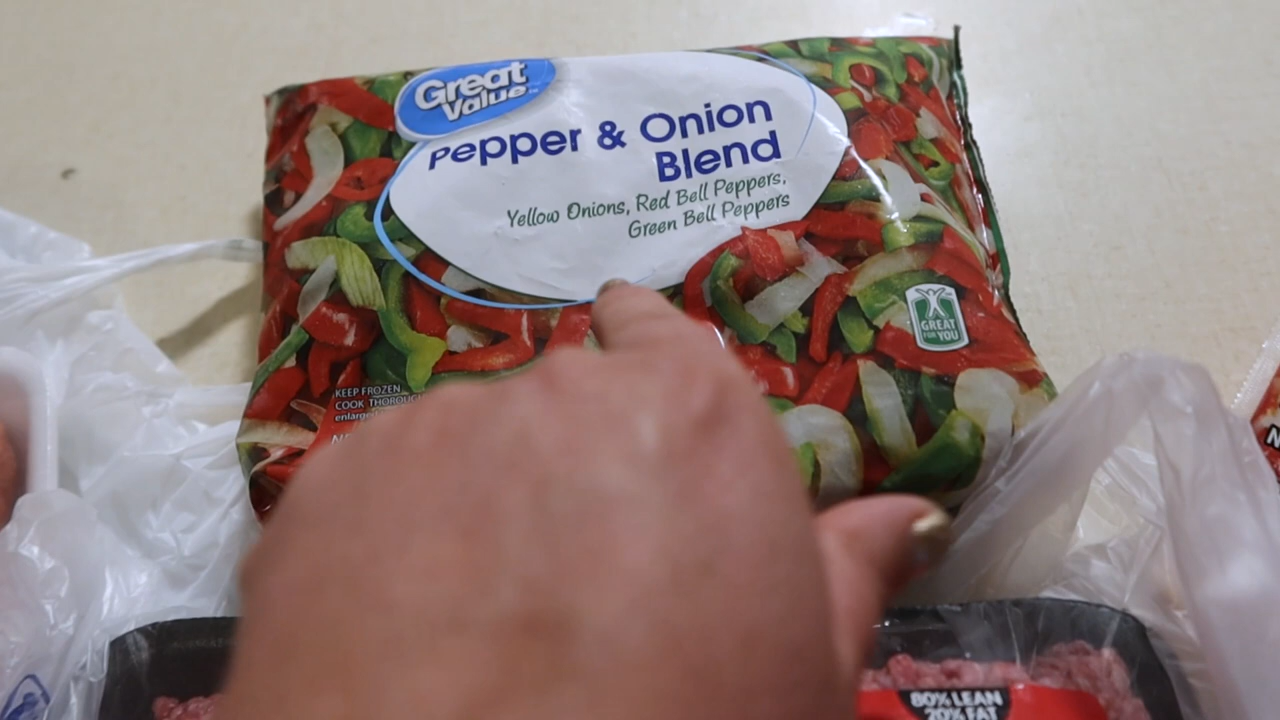 Great
Value
Pepper & Onion
Blend
Yellow Onions, Red Bell Peppers,
Green Bell Peppers
GREAT
FOR YOU
KEEP FROZEN
COOK
80% LEAN
20% FAT